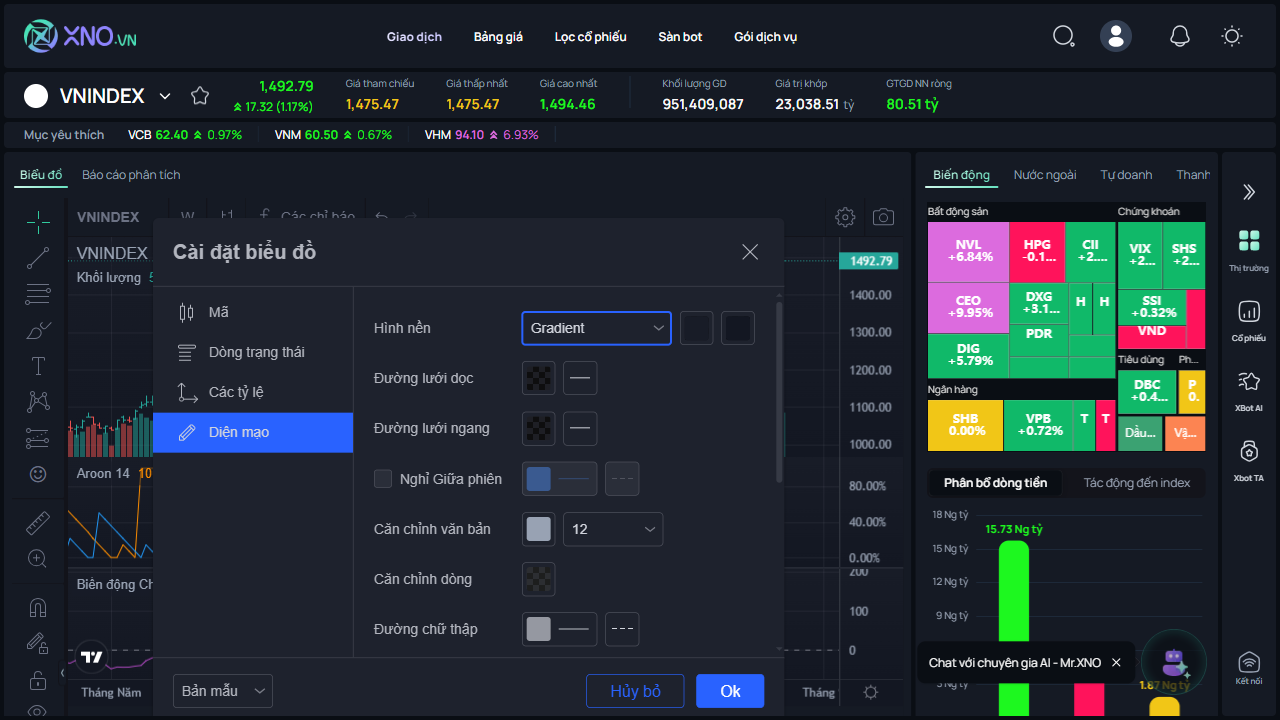 XNO.VN
Giao dịch Bảng giá Lọc cổ phiếu Sàn bot Gói dịch vụ
VNINDEX
1,492.79
17.32 (1.17%)
Giá tham chiếu
1,475.47
Giá thấp nhất
1,475.47
Giá cao nhất
1,494.46
Khối lượng GD
951,409,087
Giá trị khớp
23,038.51 tỷ
GTGD NN ròng
80.51 tỷ
Mục yêu thích VCB 62.40 0.97% VNM 60.50 0.67% VHM 94.10 6.93%
Biểu đồ Báo cáo phân tích
VNINDEX W Các chỉ báo
VNINDEX
Khối lượng
Aroon 14
Tháng Năm
Tháng
1492.79
1400.00
1300.00
1200.00
1100.00
1000.00
80.00%
40.00%
0.00%
200
100
0
Cài đặt biểu đồ
Mã
Dòng trạng thái
Các tỷ lệ
Diện mạo
Hình nền Gradient
Đường lưới dọc
Đường lưới ngang
Nghỉ Giữa phiên
Căn chỉnh văn bản 12
Căn chỉnh dòng
Đường chữ thập
Bản mẫu Hủy bỏ Ok
Biến động Nước ngoài Tự doanh Thanh
Bất động sản
NVL
+6.84%
HPG
-0.1...
CII
+2....
CEO
+9.95%
DXG
+3.1...
H H
PDR
DIG
+5.79%
Chứng khoán
VIX
+2...
SHS
+2...
SSI
+0.32%
VND
Tiêu dùng Ph...
DBC
+0.4...
P
0.
Ngân hàng
SHB
0.00%
VPB
+0.72%
T T
Dầu... Vậ...
Phân bổ dòng tiền Tác động đến index
18 Ng tỷ
15.73 Ng tỷ
15 Ng tỷ
12 Ng tỷ
9 Ng tỷ
Chat với chuyên gia AI - Mr.XNO
1.87 Ng tỷ
Thị trường
Cổ phiếu
XBot AI
Xbot TA
Kết nối